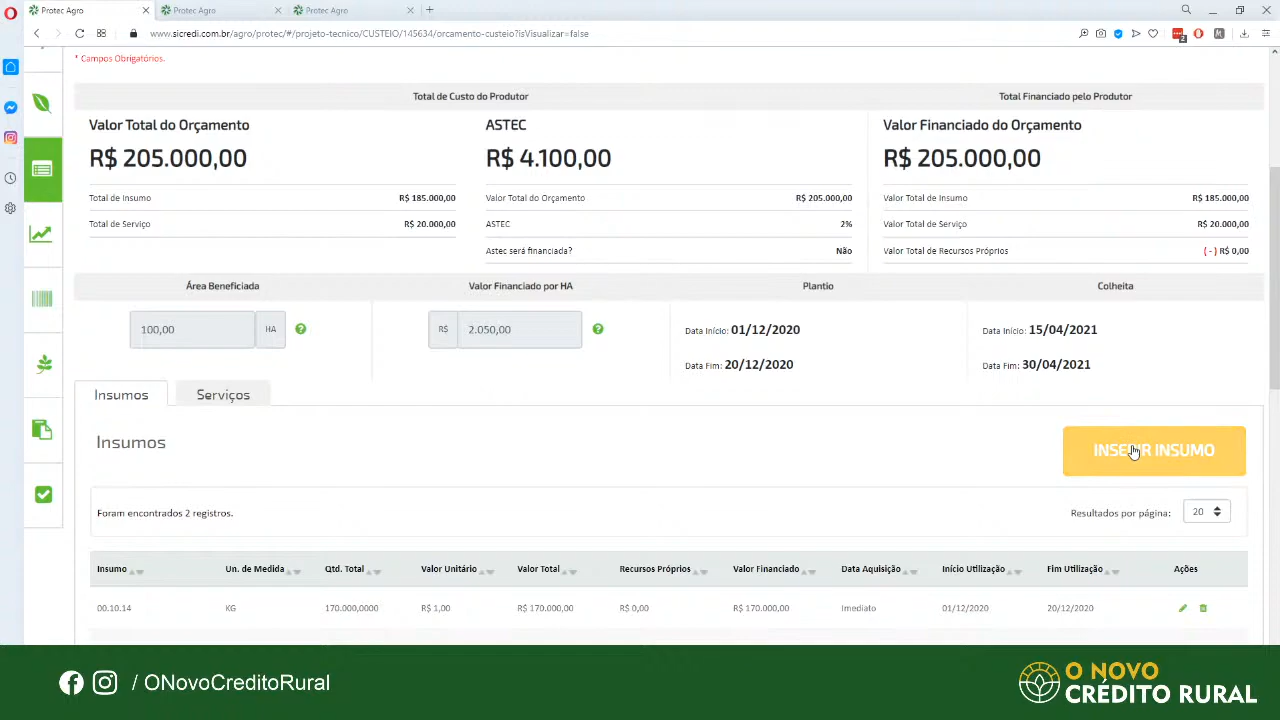 Protec Agro
Protec Agro
Protec Agro
www.sicredi.com.br/agro/protec/#/projeto-tecnico/CUSTEIO/145634/orcamento-custeio?isVisualizar=false
* Campos Obrigatórios.
Total de Custo do Produtor
Total Financiado pelo Produtor
Valor Total do Orçamento
ASTEC
Valor Financiado do Orçamento
R$ 205.000,00
R$ 4.100,00
R$ 205.000,00
Total de Insumo R$ 185.000,00
Valor Total do Orçamento R$ 205.000,00
Valor Total de Insumo R$ 185.000,00
Total de Serviço R$ 20.000,00
ASTEC 2%
Valor Total de Serviço R$ 20.000,00
Astec será financiada? Não
Valor Total de Recursos Próprios ( - ) R$ 0,00
Área Beneficiada
Valor Financiado por HA
Plantio
Colheita
100,00 HA ?
R$ 2.050,00 ?
Data Início: 01/12/2020
Data Início: 15/04/2021
Data Fim: 20/12/2020
Data Fim: 30/04/2021
Insumos
Serviços
Insumos
INSERIR INSUMO
Foram encontrados 2 registros.
Resultados por página: 20
Insumo Un. de Medida Qtd. Total Valor Unitário Valor Total Recursos Próprios Valor Financiado Data Aquisição Início Utilização Fim Utilização Ações
00.10.14 KG 170.000,0000 R$ 1,00 R$ 170.000,00 R$ 0,00 R$ 170.000,00 Imediato 01/12/2020 20/12/2020
/ ONovoCreditoRural
O NOVO
CRÉDITO RURAL